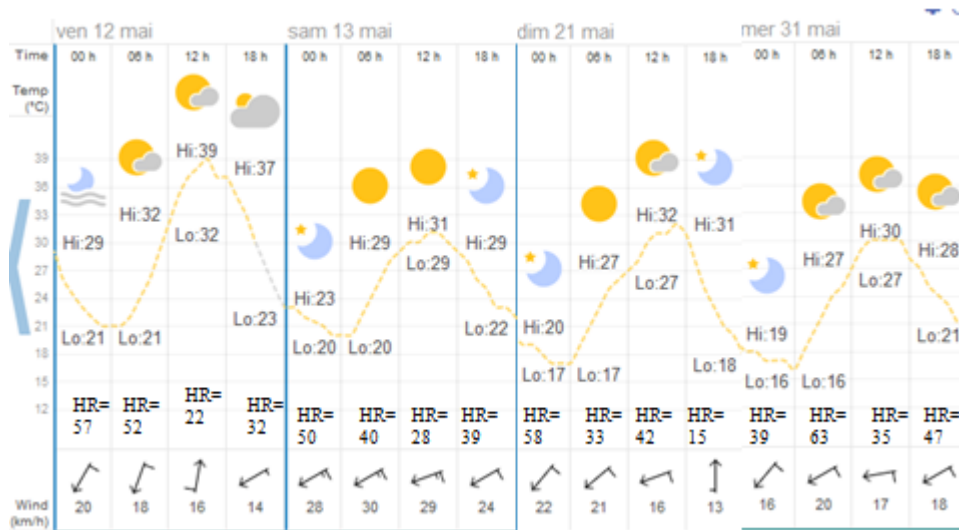 ven 12 mai sam 13 mai dim 21 mai mer 31 mai
Time 00 h 06 h 12 h 18 h 00 h 06 h 12 h 18 h 00 h 06 h 12 h 18 h 00 h 06 h 12 h 18 h
Temp
(°C)
39
36
33
30
27
24
21
18
15
12
Hi:29 Hi:32 Hi:39 Hi:37 Hi:23 Hi:29 Hi:31 Hi:29 Hi:20 Hi:27 Hi:32 Hi:31 Hi:19 Hi:27 Hi:30 Hi:28
Lo:21 Lo:21 Lo:32 Lo:23 Lo:20 Lo:20 Lo:29 Lo:22 Lo:17 Lo:17 Lo:27 Lo:18 Lo:16 Lo:16 Lo:27 Lo:21
HR= HR= HR= HR= HR= HR= HR= HR= HR= HR= HR= HR= HR= HR= HR= HR=
57 52 22 32 50 40 28 39 58 33 42 15 39 63 35 47
Wind
(km/h)
20 18 16 14 28 30 29 24 22 21 16 13 16 20 17 18